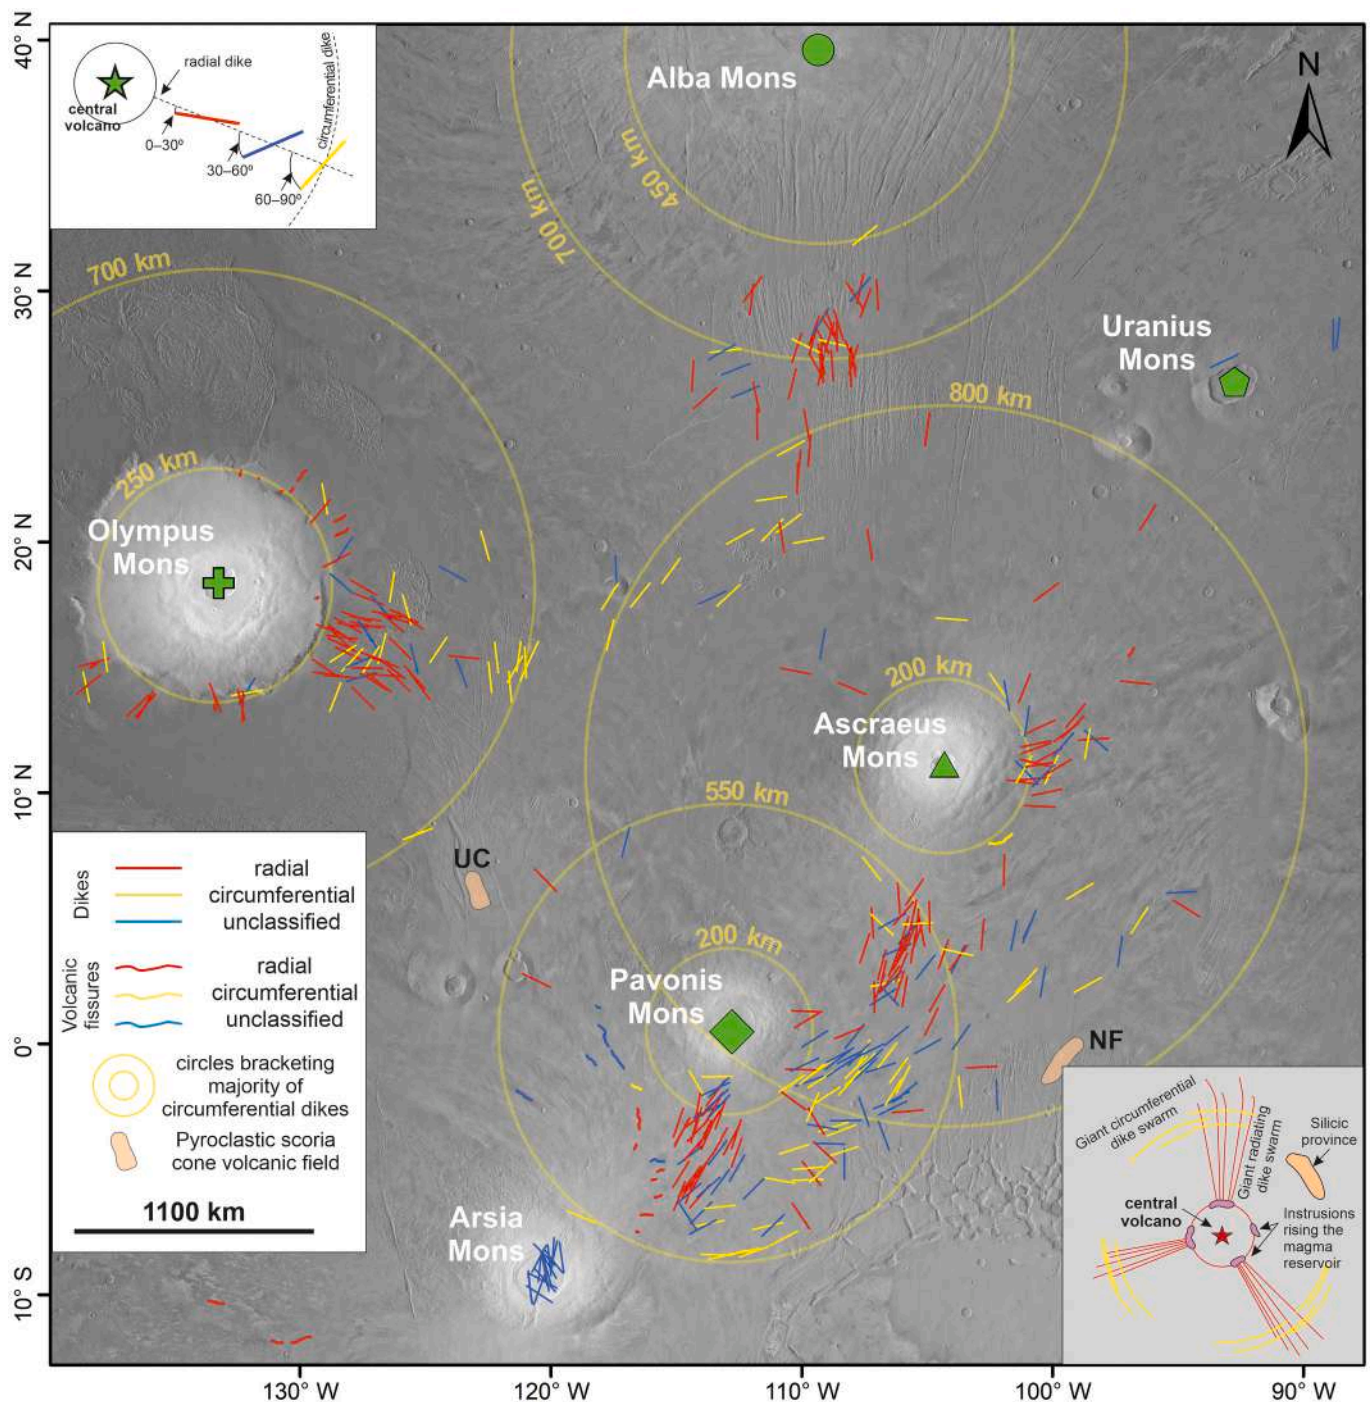 40° N
30° N
20° N
10° N
0°
10° S
130° W
120° W
110° W
100° W
90° W
radial dike
central
volcano
0–30º
30–60º
60–90º
circumferential dike
Alba Mons
N
450 km
700 km
700 km
Uranius
Mons
800 km
250 km
Olympus
Mons
200 km
Ascraeus
Mons
550 km
UC
200 km
Pavonis
Mons
NF
Arsia
Mons
Dikes
radial
circumferential
unclassified
Volcanic
fissures
radial
circumferential
unclassified
circles bracketing
majority of
circumferential dikes
Pyroclastic scoria
cone volcanic field
1100 km
Giant circumferential
dike swarm
Giant radiating
dike swarm
Silicic
province
central
volcano
Instrusions
rising the
magma
reservoir